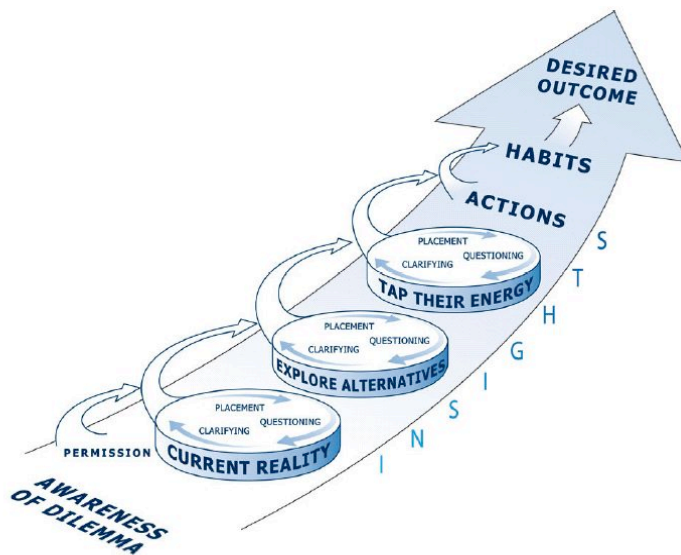 DESIRED
OUTCOME
HABITS
ACTIONS
PLACEMENT
QUESTIONING
CLARIFYING
TAP THEIR ENERGY
PLACEMENT
QUESTIONING
CLARIFYING
EXPLORE ALTERNATIVES
PLACEMENT
QUESTIONING
CLARIFYING
CURRENT REALITY
PERMISSION
AWARENESS
OF DILEMMA
INSIGHTS